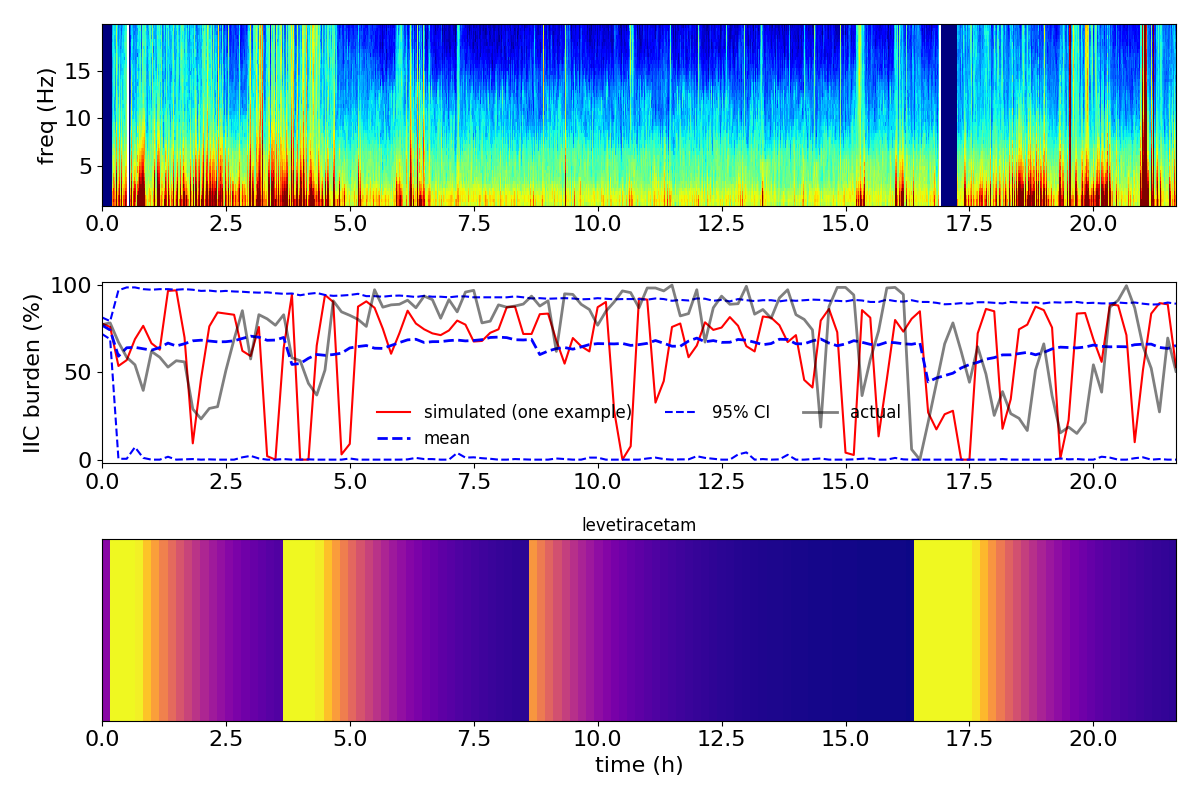 15
10
5
freq (Hz)
0.0 2.5 5.0 7.5 10.0 12.5 15.0 17.5 20.0
100
50
0
IIC burden (%)
simulated (one example) 95% CI actual
mean
0.0 2.5 5.0 7.5 10.0 12.5 15.0 17.5 20.0
levetiracetam
0.0 2.5 5.0 7.5 10.0 12.5 15.0 17.5 20.0
time (h)